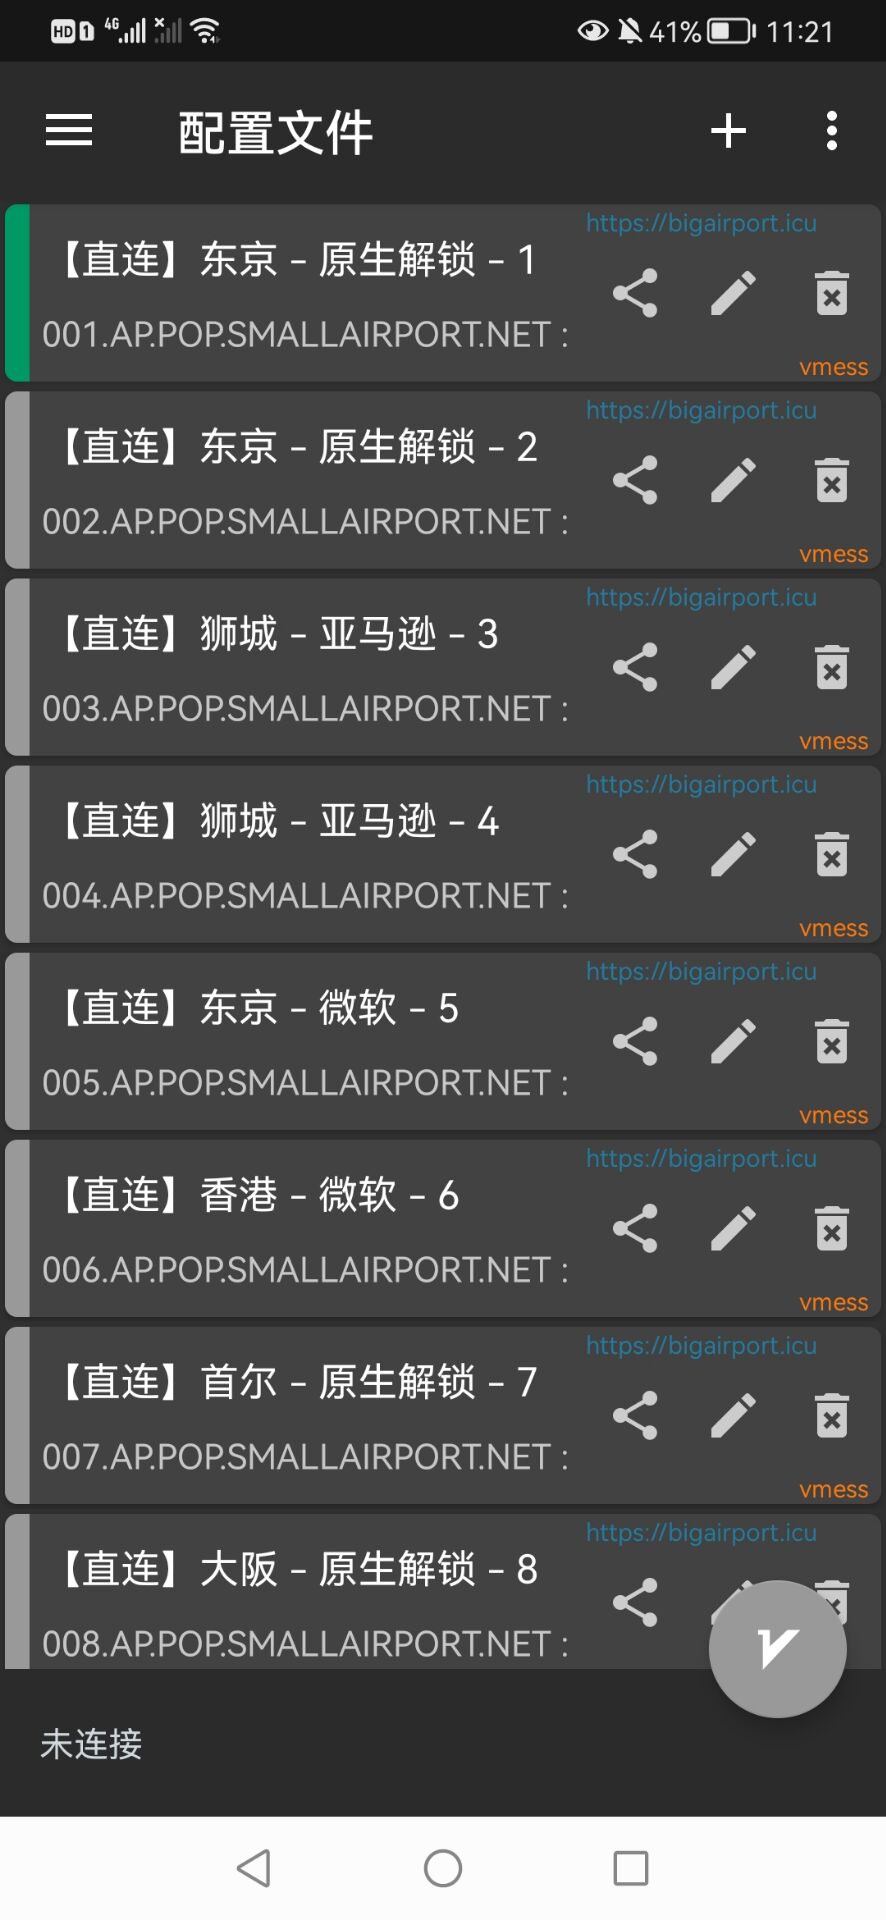 HD 1 4G 41% 11:21
配置文件
https://bigairport.icu
【直连】东京 - 原生解锁 - 1
001.AP.POP.SMALLAIRPORT.NET :
vmess
https://bigairport.icu
【直连】东京 - 原生解锁 - 2
002.AP.POP.SMALLAIRPORT.NET :
vmess
https://bigairport.icu
【直连】狮城 - 亚马逊 - 3
003.AP.POP.SMALLAIRPORT.NET :
vmess
https://bigairport.icu
【直连】狮城 - 亚马逊 - 4
004.AP.POP.SMALLAIRPORT.NET :
vmess
https://bigairport.icu
【直连】东京 - 微软 - 5
005.AP.POP.SMALLAIRPORT.NET :
vmess
https://bigairport.icu
【直连】香港 - 微软 - 6
006.AP.POP.SMALLAIRPORT.NET :
vmess
https://bigairport.icu
【直连】首尔 - 原生解锁 - 7
007.AP.POP.SMALLAIRPORT.NET :
vmess
https://bigairport.icu
【直连】大阪 - 原生解锁 - 8
008.AP.POP.SMALLAIRPORT.NET :
未连接